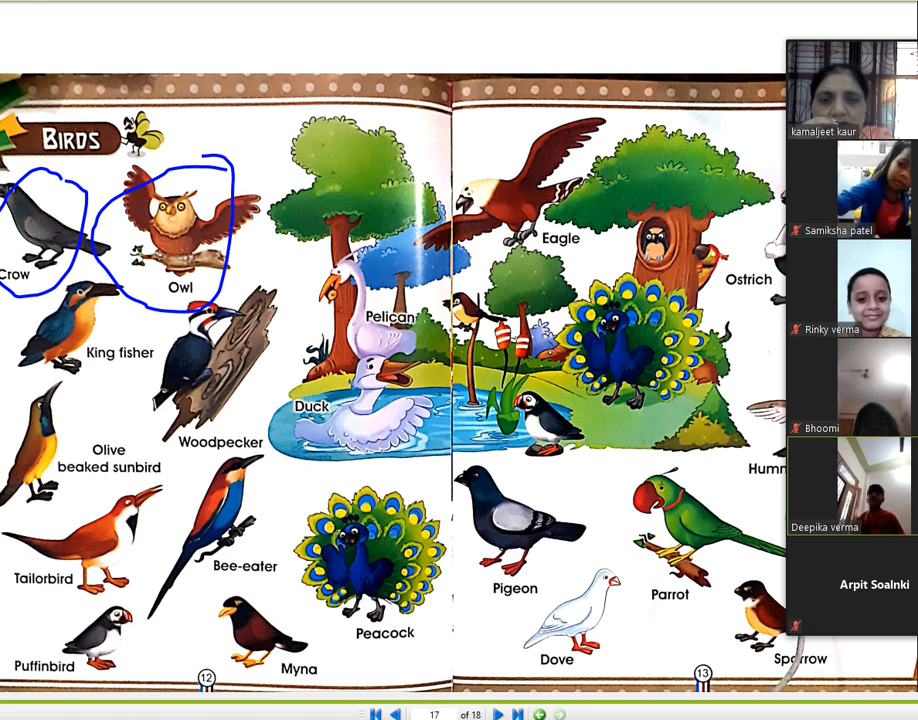 BIRDS
Crow
Owl
King fisher
Woodpecker
Olive
beaked sunbird
Tailorbird
Bee-eater
Puffinbird
Myna
Peacock
12
Pelican
Duck
Eagle
Ostrich
Humm
Pigeon
Parrot
Dove
Sparrow
13
kamaljeet kaur
Samiksha patel
Rinky verma
Bhoomi
Deepika verma
Arpit Soalnki
17 of 18